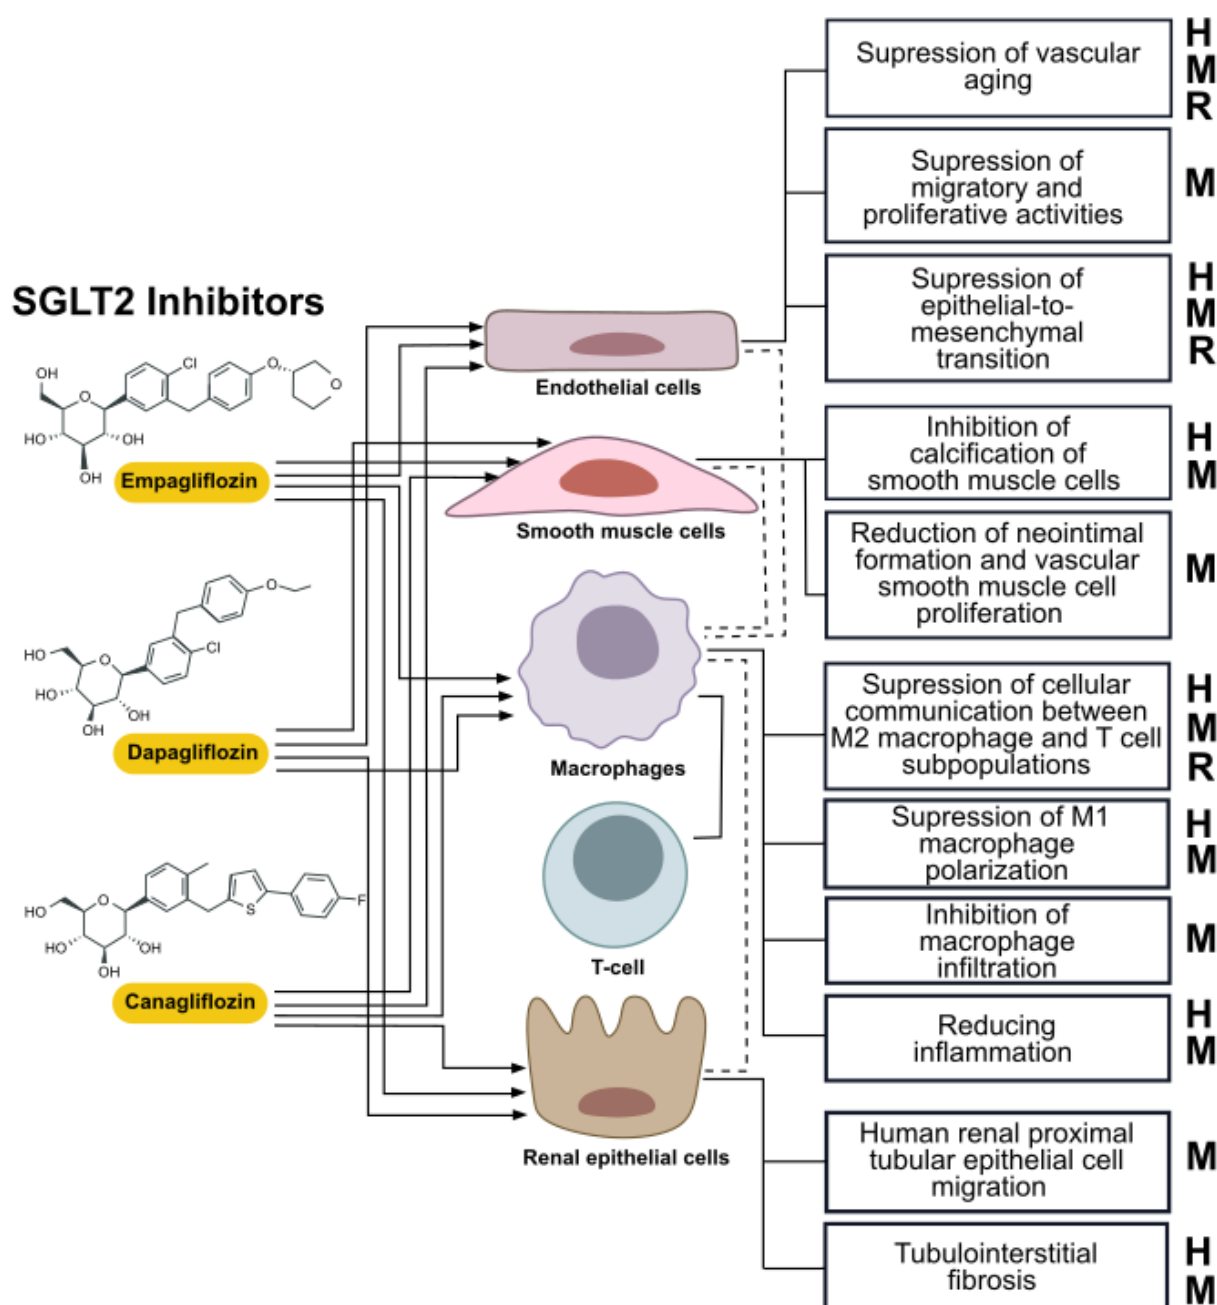 SGLT2 Inhibitors
OH
O
HO
OH
OH
Cl
O
O
Empagliflozin
HO
O
HO
HO
OH
OH
Cl
O
Dapagliflozin
HO
O
HO
OH
OH
S
F
Canagliflozin
Endothelial cells
Smooth muscle cells
Macrophages
T-cell
Renal epithelial cells
Supression of vascular
aging
H
M
R
Supression of
migratory and
proliferative activities
M
Supression of
epithelial-to-
mesenchymal
transition
H
M
R
Inhibition of
calcification of
smooth muscle cells
H
M
Reduction of neointimal
formation and vascular
smooth muscle cell
proliferation
M
Supression of cellular
communication between
M2 macrophage and T cell
subpopulations
H
M
R
Supression of M1
macrophage
polarization
H
M
Inhibition of
macrophage
infiltration
M
Reducing
inflammation
H
M
Human renal proximal
tubular epithelial cell
migration
M
Tubulointerstitial
fibrosis
H
M